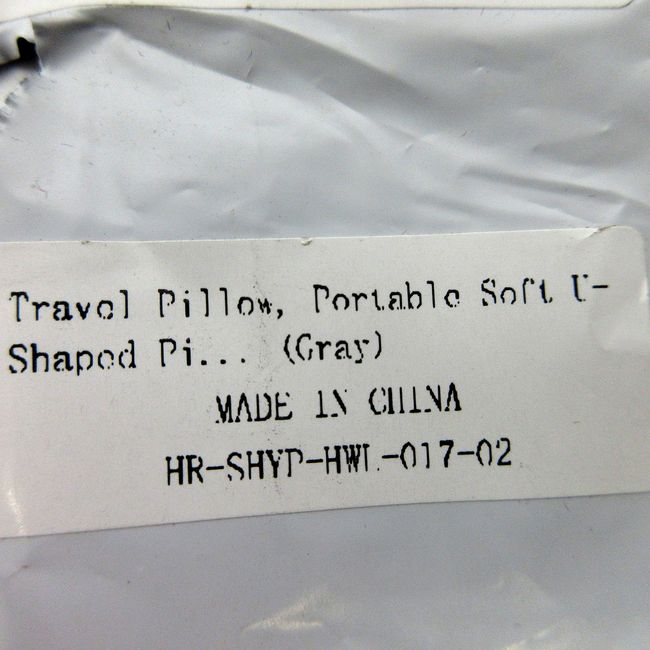 Travel Pillow, Portable Soft U-
Shaped Pi... (Gray)
MADE IN CHINA
HR-SHYP-HWL-017-02